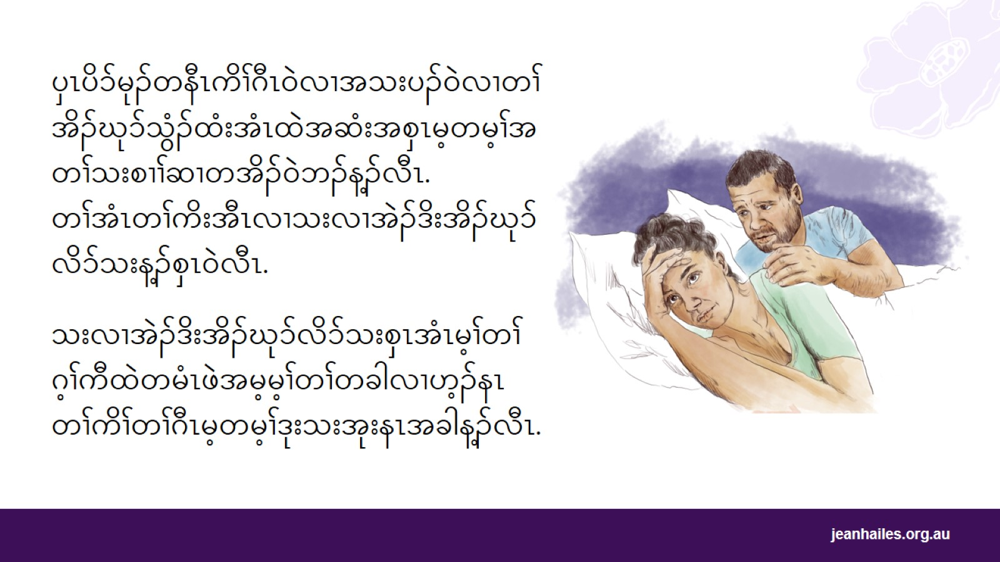 ပှၤပိာ်မုၣ်တနီၤကိၢ်ဂီၤဝဲလၢအသးပၣ်ဝဲလၢတၢ်
အိၣ်ဃုာ်သွံၣ်ထံးအံၤထဲအဆံးအစှၤမ့တမ့ၢ်အ
တၢ်သးစၢၢ်ဆၢတအိၣ်ဝဲဘၣ်န့ၣ်လီၤ.
တၢ်အံၤတၢ်ကိးအီၤလၢသးလၢအဲၣ်ဒိးအိၣ်ဃုာ်
လိာ်သးန့ၣ်စှၤဝဲလီၤ.
သးလၢအဲၣ်ဒိးအိၣ်ဃုာ်လိာ်သးစှၤအံၤမ့ၢ်တၢ်
ဂ့ၢ်ကီထဲတမံၤဖဲအမ့မ့ၢ်တၢ်တခါလၢဟ့ၣ်နၤ
တၢ်ကိၢ်တၢ်ဂီၤမ့တမ့ၢ်ဒုးသးအုးနၤအခါန့ၣ်လီၤ.
jeanhailes.org.au